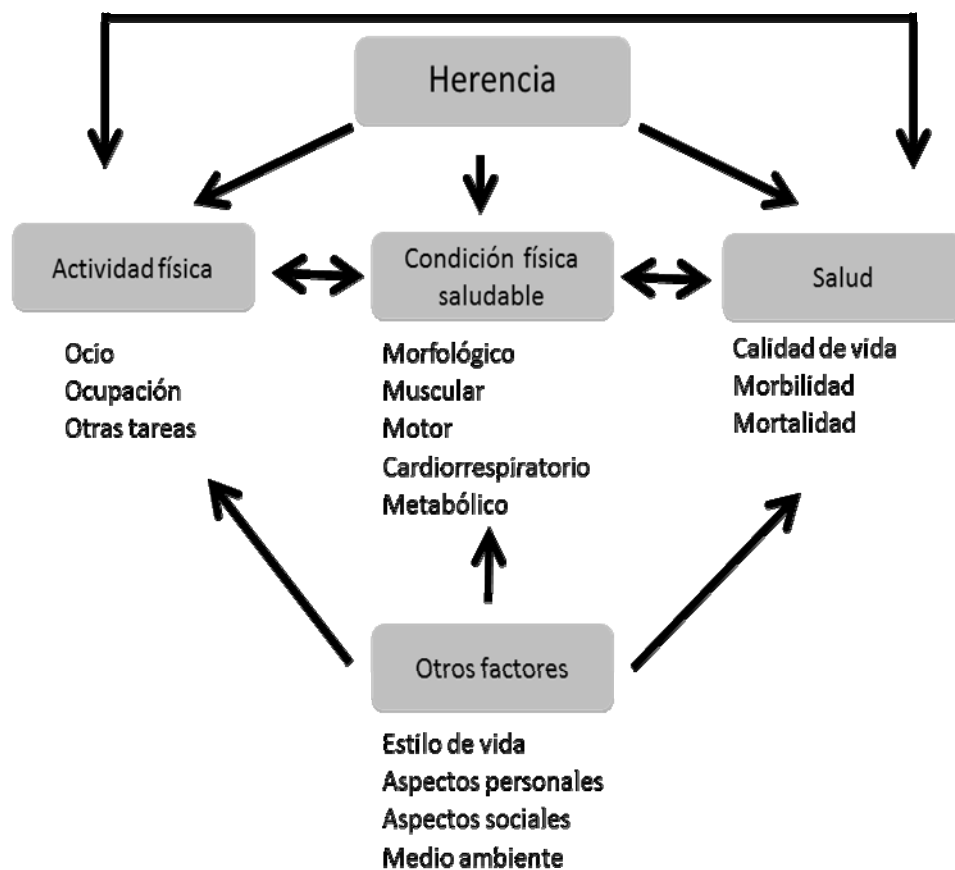 Herencia
Actividad física
Condición física
saludable
Salud
Ocio
Ocupación
Otras tareas
Morfológico
Muscular
Motor
Cardiorrespiratorio
Metabólico
Calidad de vida
Morbilidad
Mortalidad
Otros factores
Estilo de vida
Aspectos personales
Aspectos sociales
Medio ambiente